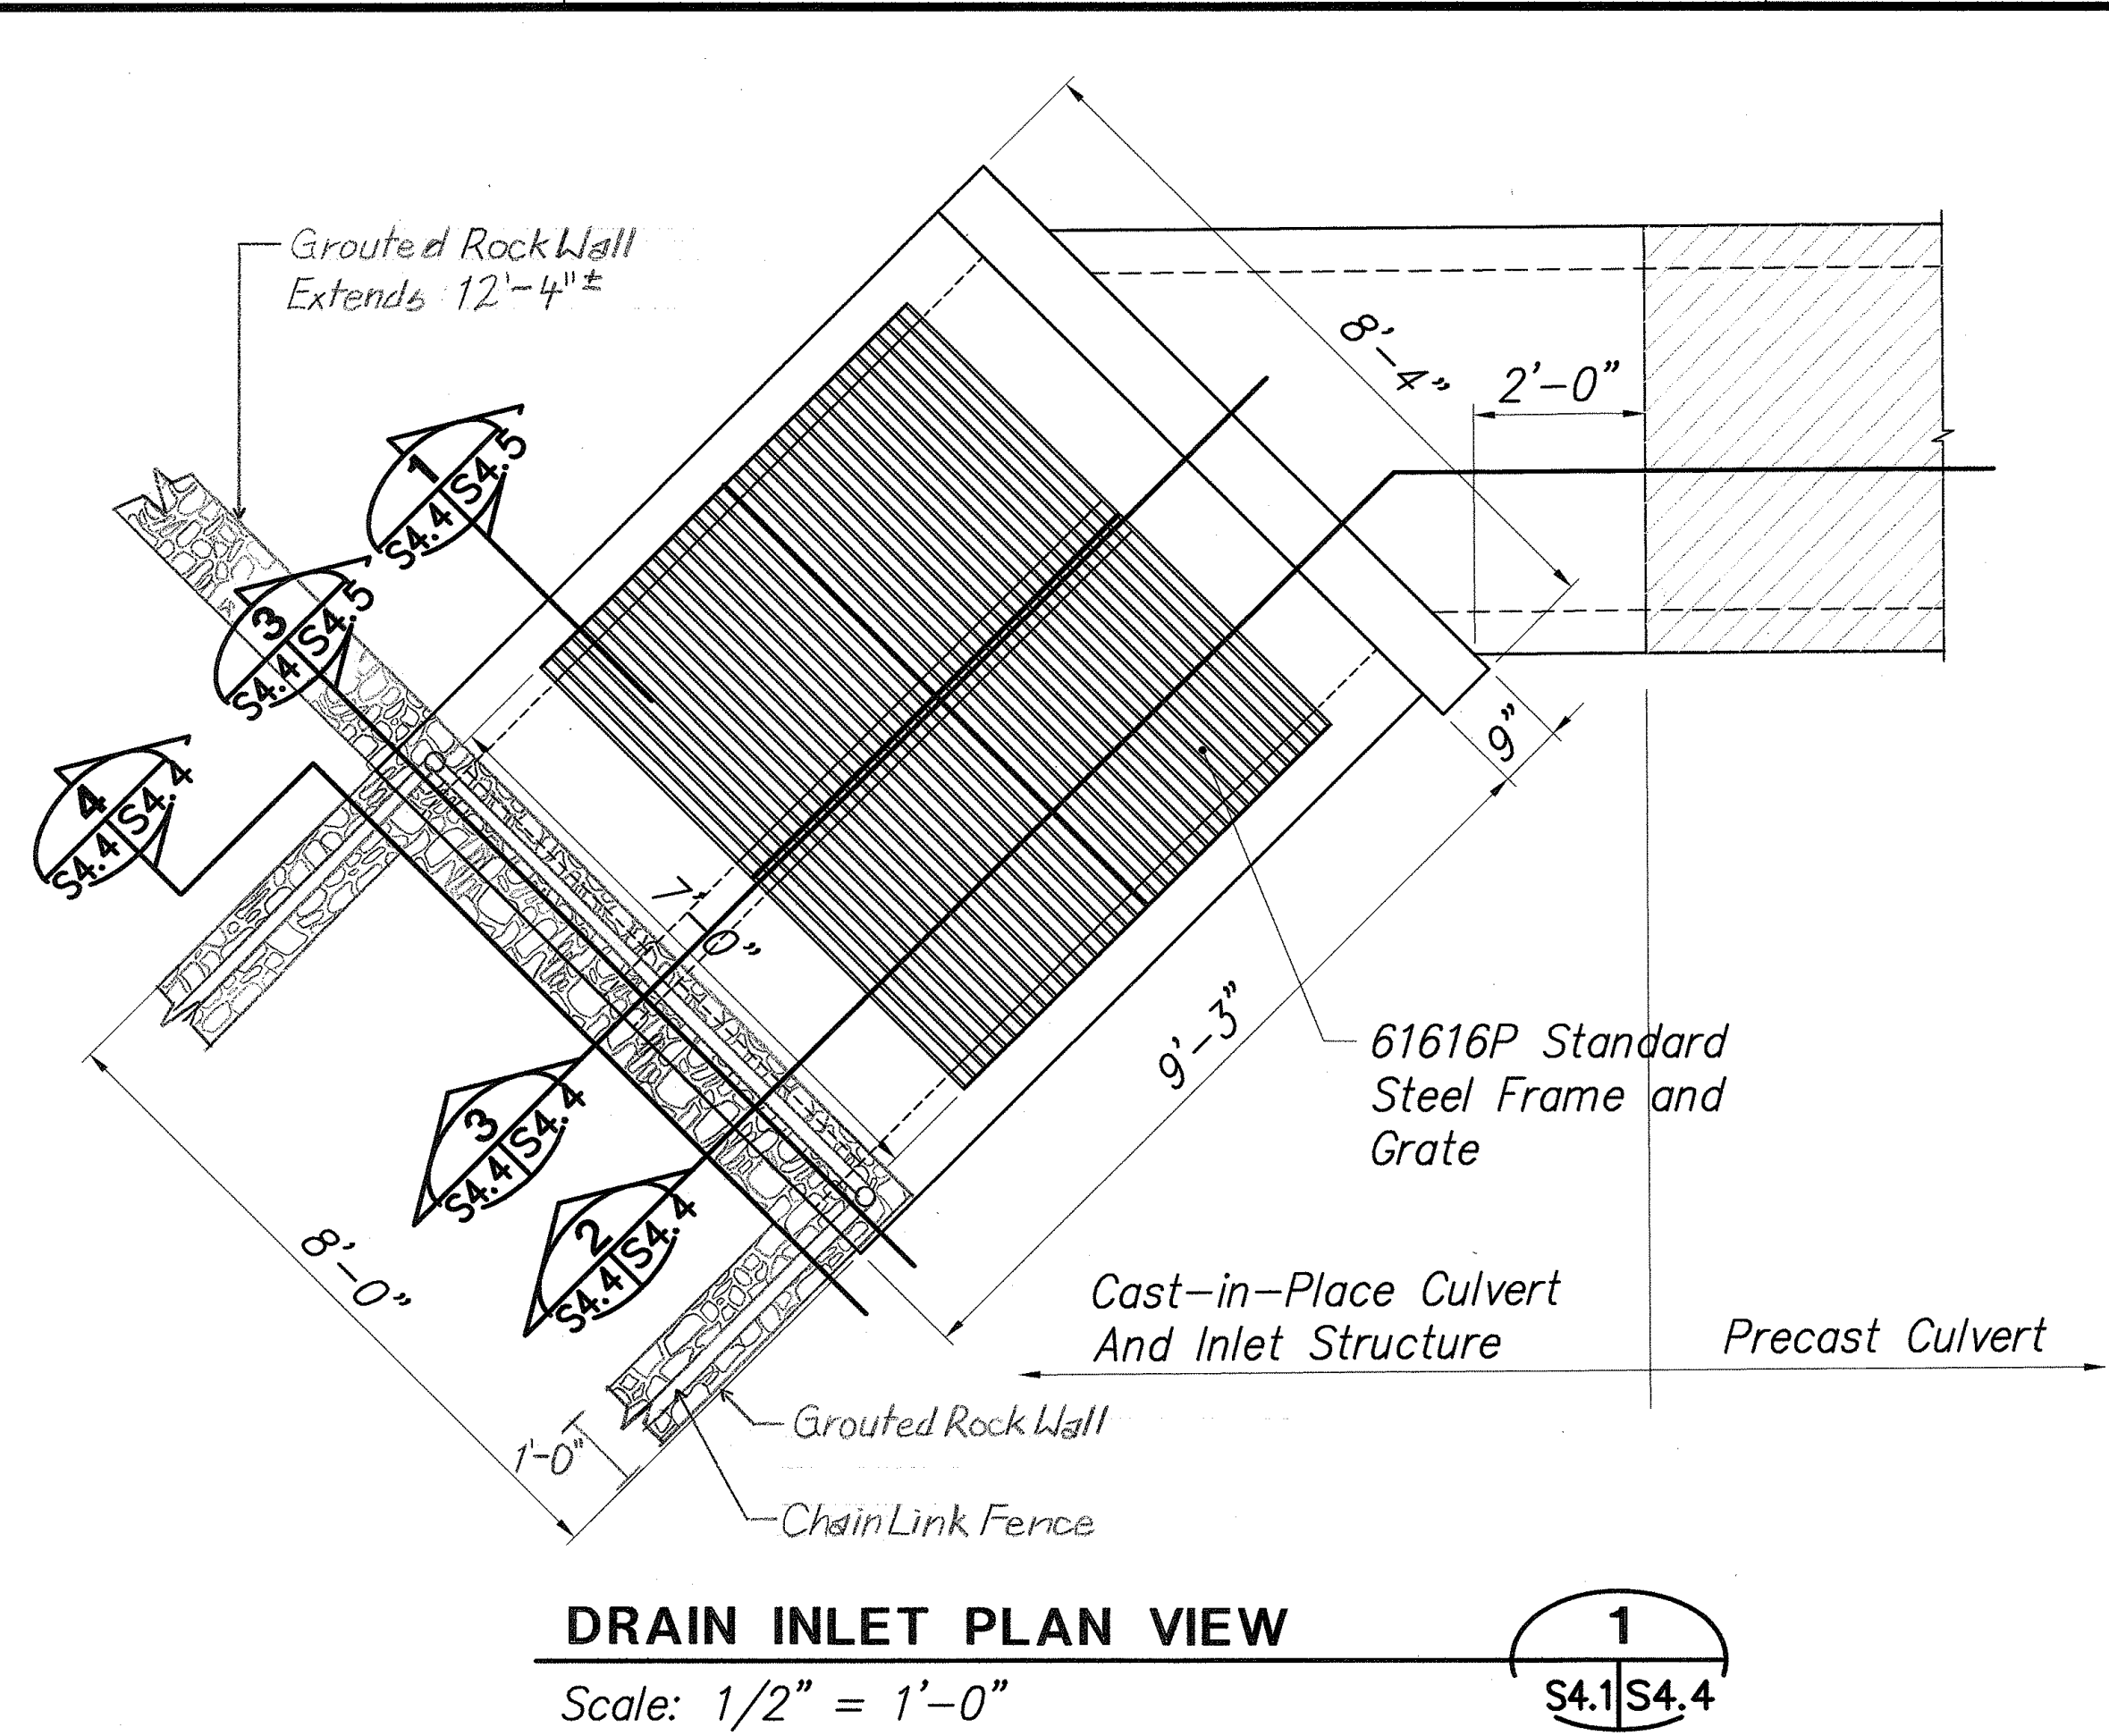 Grouted Rock Wall
Extends 12'-4"±
8'-4"
2'-0"
1
S4.4 S4.5
3
S4.4 S4.5
4
S4.4 S4.4
7'-0"
9"
9'-3"
61616P Standard
Steel Frame and
Grate
3
S4.4 S4.4
2
S4.4 S4.4
8'-0"
Cast-in-Place Culvert
And Inlet Structure
Precast Culvert
Grouted Rock Wall
1'-0"
Chain Link Fence
DRAIN INLET PLAN VIEW
Scale: 1/2" = 1'-0"
1
S4.1 S4.4